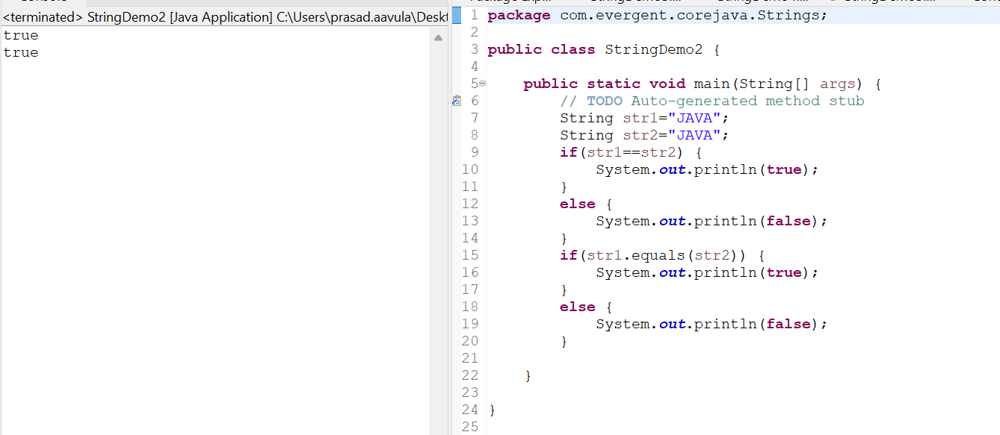 <terminated> StringDemo2 [Java Application] C:\Users\prasad.aavula\Deskt
true
true
1 package com.evergent.corejava.Strings;
2
3 public class StringDemo2 {
4
5 public static void main(String[] args) {
6 // TODO Auto-generated method stub
7 String str1="JAVA";
8 String str2="JAVA";
9 if(str1==str2) {
10 System.out.println(true);
11 }
12 else {
13 System.out.println(false);
14 }
15 if(str1.equals(str2)) {
16 System.out.println(true);
17 }
18 else {
19 System.out.println(false);
20 }
21
22 }
23
24 }
25